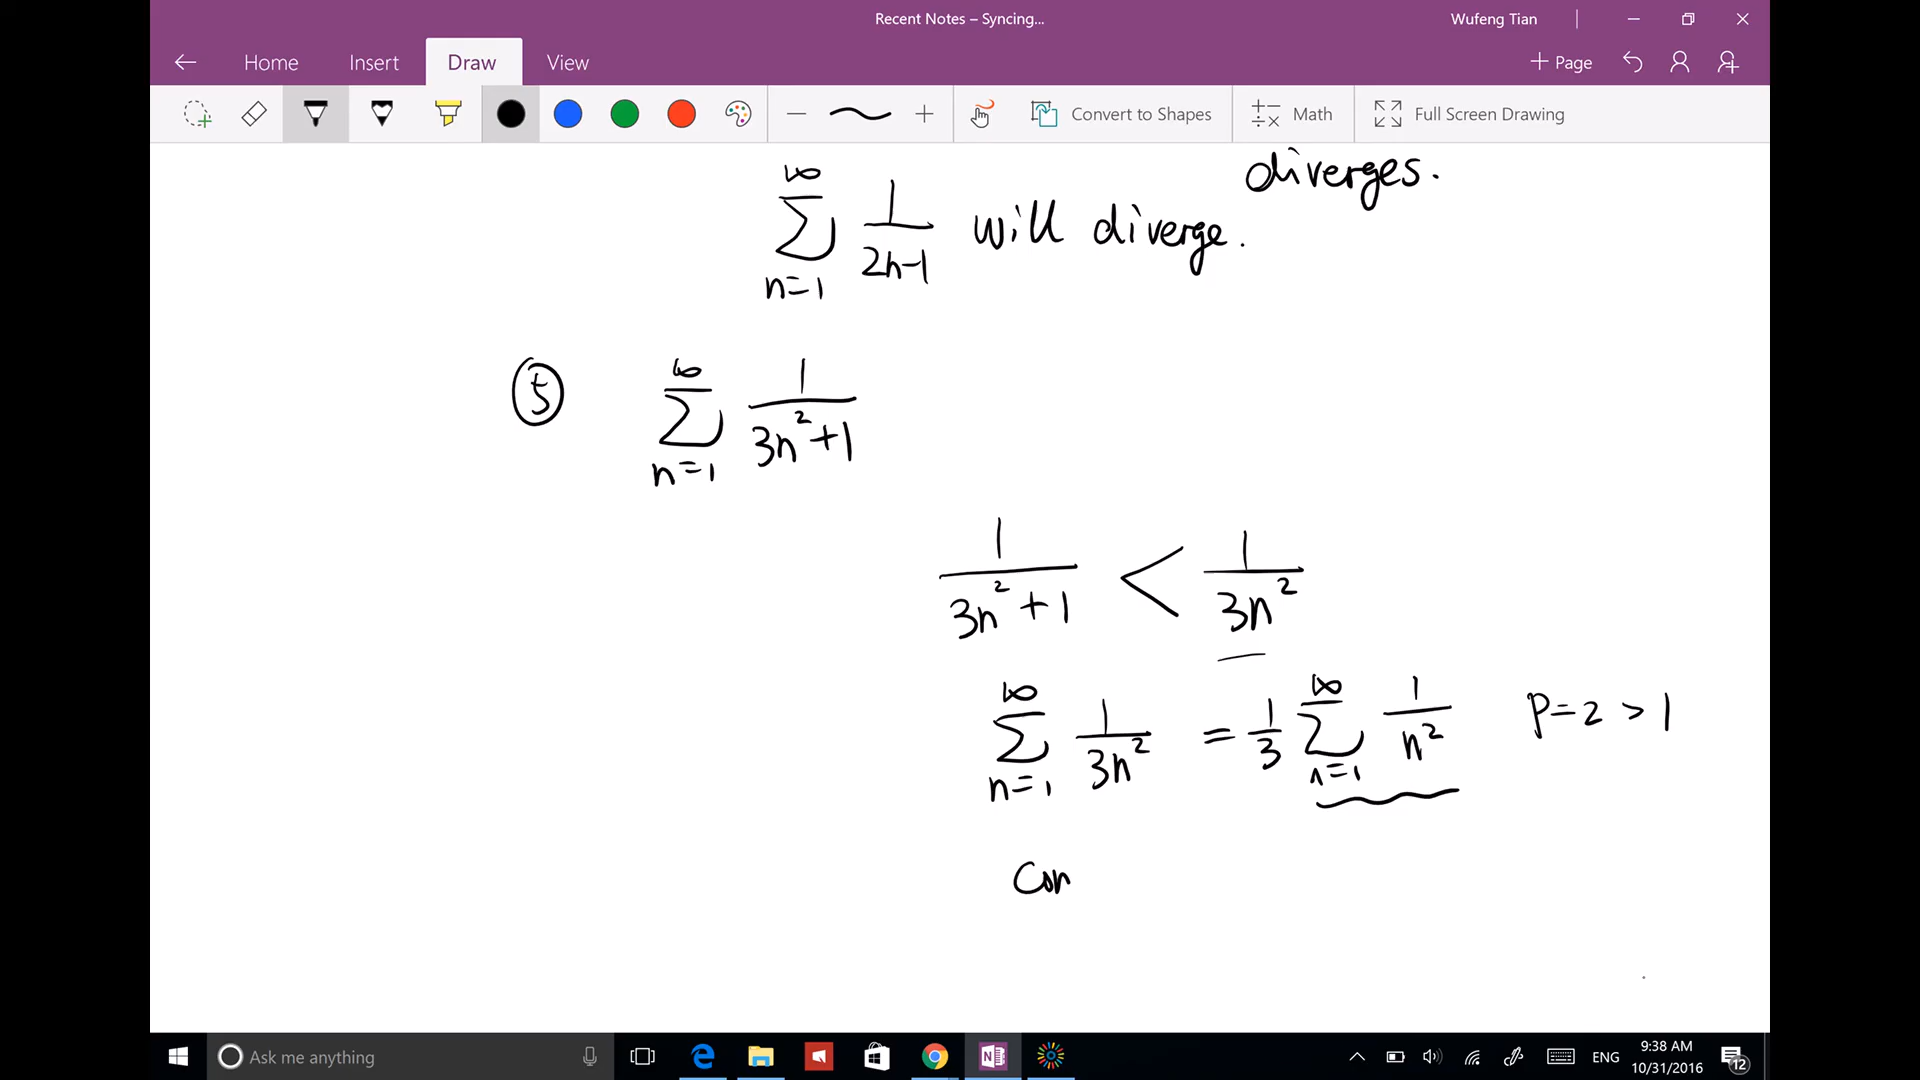 Recent Notes – Syncing...
Wufeng Tian
Home Insert Draw View
Page
Convert to Shapes Math Full Screen Drawing
diverges.
∞ ∑ n=1 1/(2n-1) will diverge.
⑤ ∞ ∑ n=1 1/(3n²+1)
1/(3n²+1) < 1/(3n²)
∞ ∑ n=1 1/(3n²) = 1/3 ∞ ∑ n=1 1/n² P=2 > 1
Con
Ask me anything
ENG
9:38 AM
10/31/2016
12